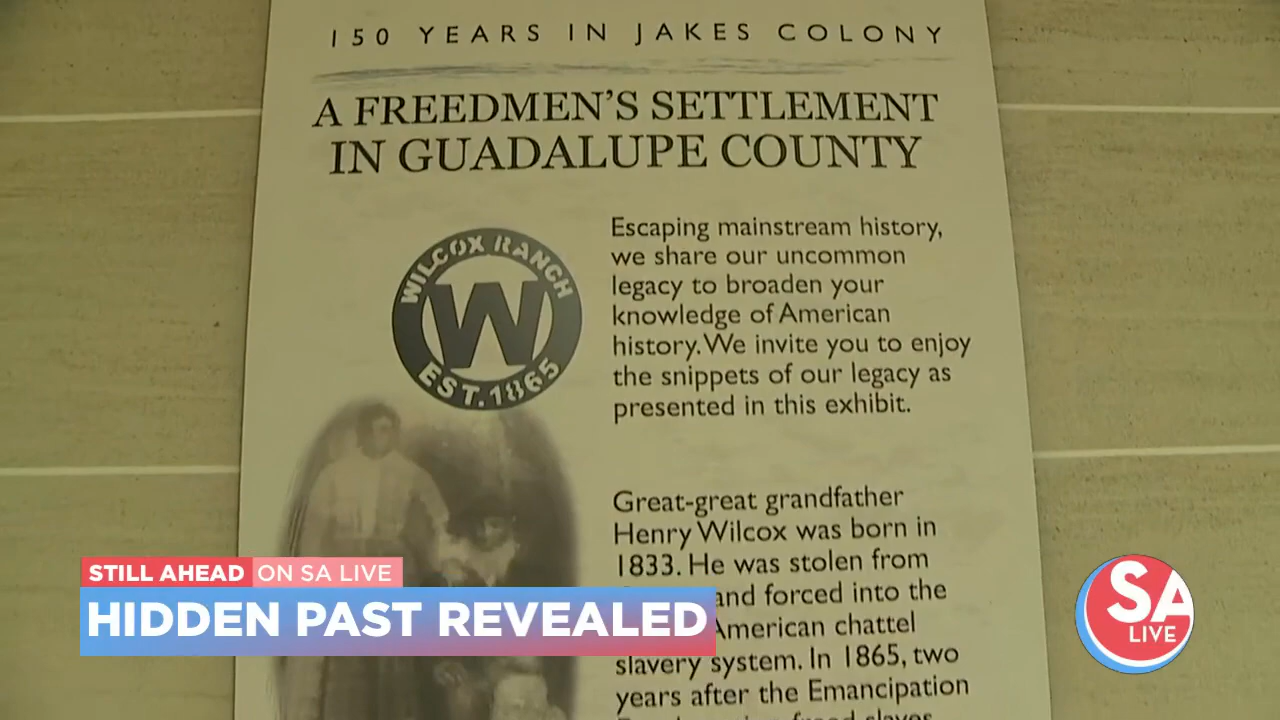 150 YEARS IN JAKES COLONY
A FREEDMEN'S SETTLEMENT
IN GUADALUPE COUNTY
WILCOX RANCH
W
EST. 1865
Escaping mainstream history,
we share our uncommon
legacy to broaden your
knowledge of American
history. We invite you to enjoy
the snippets of our legacy as
presented in this exhibit.
Great-great grandfather
Henry Wilcox was born in
1833. He was stolen from
and forced into the
American chattel
slavery system. In 1865, two
years after the Emancipation
freed slaves
STILL AHEAD ON SA LIVE
HIDDEN PAST REVEALED
SA
LIVE